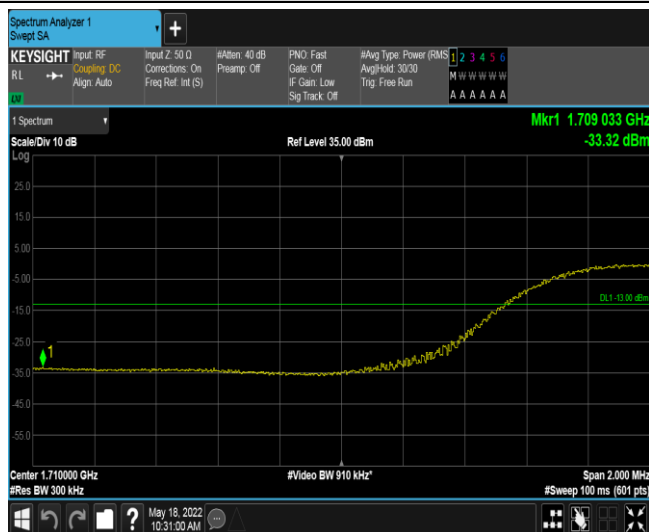 Spectrum Analyzer 1
Swept SA
+
KEYSIGHT
RL
LXI
Input: RF
Coupling: DC
Align: Auto
Input Z: 50 Ω
Corrections: On
Freq Ref: Int (S)
#Atten: 40 dB
Preamp: Off
PNO: Fast
Gate: Off
IF Gain: Low
Sig Track: Off
#Avg Type: Power (RMS
Avg|Hold: 30/30
Trig: Free Run
1 2 3 4 5 6
M W W W W W
A A A A A A
1 Spectrum
Mkr1 1.709 033 GHz
-33.32 dBm
Scale/Div 10 dB
Ref Level 35.00 dBm
Log
25.0
15.0
5.00
-5.00
DL1 -13.00 dBm
-15.0
-25.0
1
-35.0
-45.0
-55.0
Center 1.710000 GHz
#Video BW 910 kHz*
Span 2.000 MHz
#Res BW 300 kHz
#Sweep 100 ms (601 pts)
?
May 18, 2022
10:31:00 AM